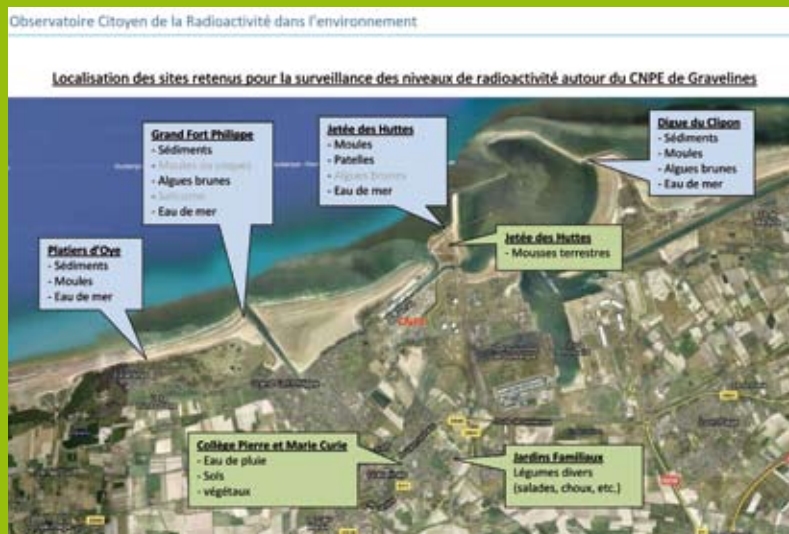 Observatoire Citoyen de la Radioactivité dans l'environnement
Localisation des sites retenus pour la surveillance des niveaux de radioactivité autour du CNPE de Gravelines
Grand Fort Philippe
- Sédiments
- Algues brunes
- Eau de mer
Jetée des Huttes
- Moules
- Patelles
- Algues brunes
- Eau de mer
Digue du Clipon
- Sédiments
- Moules
- Algues brunes
- Eau de mer
Jetée des Huttes
- Mousses terrestres
Platiers d'Oye
- Sédiments
- Moules
- Eau de mer
CNPE
Collège Pierre et Marie Curie
- Eau de pluie
- Sols
- végétaux
Jardins Familiaux
Légumes divers
(salades, choux, etc.)